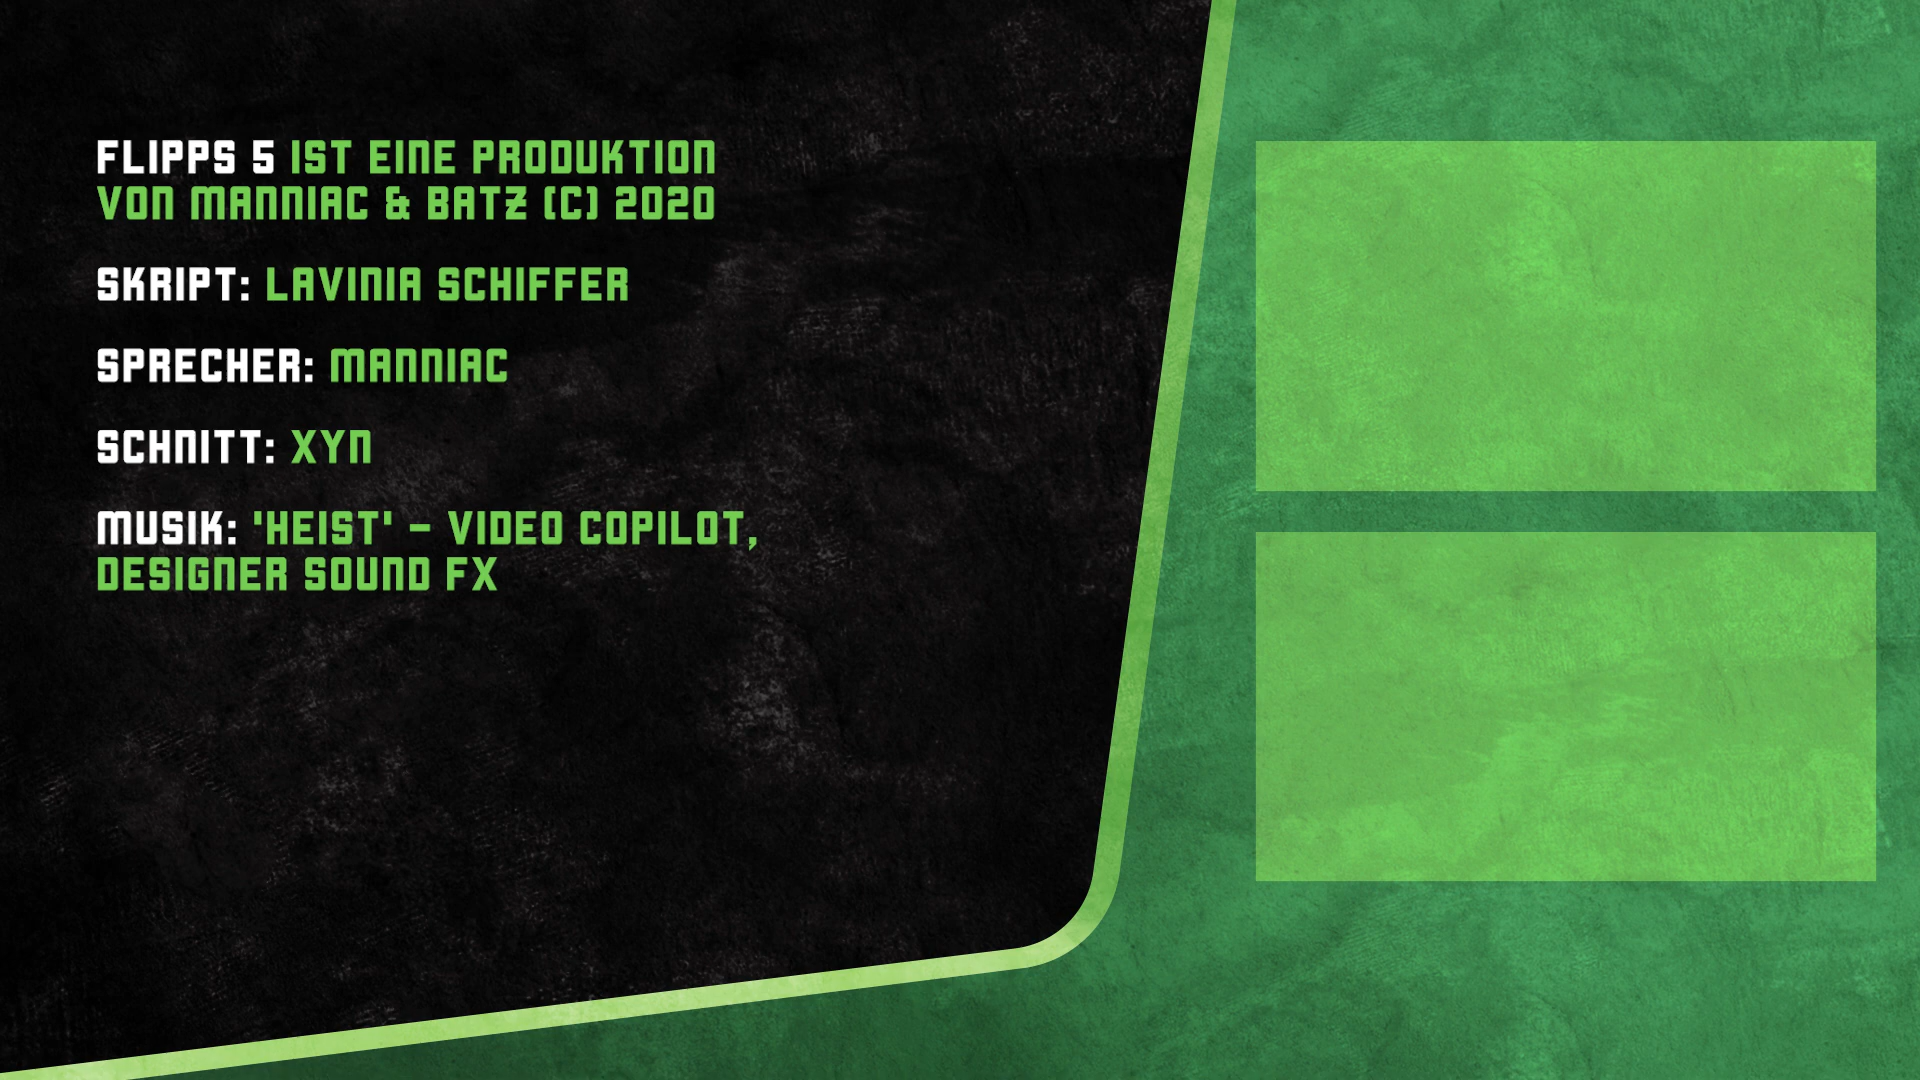 FLIPPS 5 IST EINE PRODUKTION
VON MANNIAC & BATZ (C) 2020
SKRIPT: LAVINIA SCHIFFER
SPRECHER: MANNIAC
SCHNITT: XYN
MUSIK: 'HEIST' - VIDEO COPILOT,
DESIGNER SOUND FX